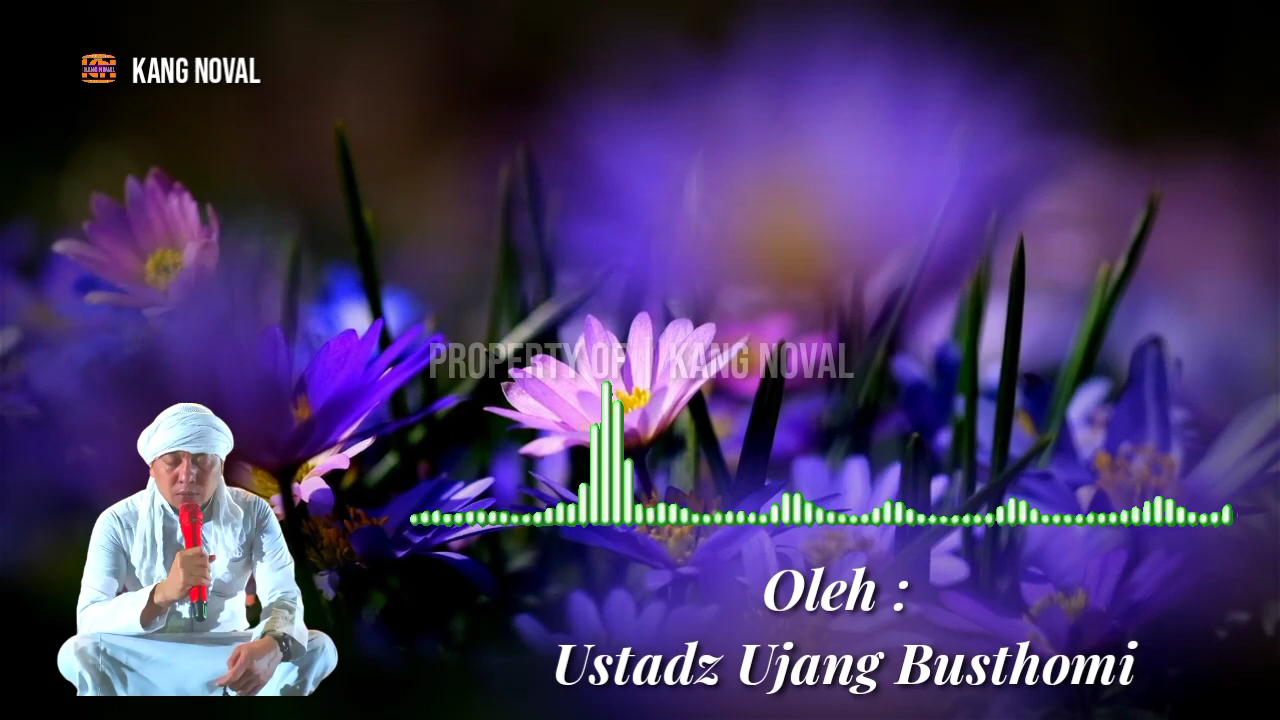 KANG NOVAL
PROPERTY OF KANG NOVAL
Oleh :
Ustadz Ujang Busthomi